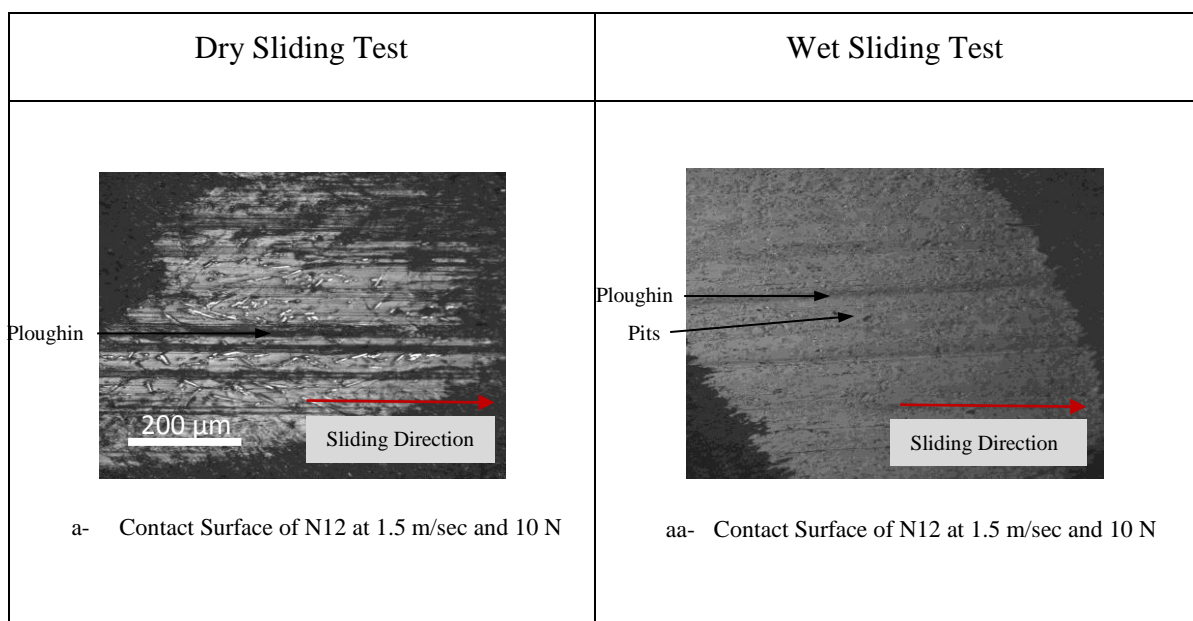 Dry Sliding Test
Wet Sliding Test
Ploughin
200 µm
Sliding Direction
a- Contact Surface of N12 at 1.5 m/sec and 10 N
Ploughin
Pits
Sliding Direction
aa- Contact Surface of N12 at 1.5 m/sec and 10 N